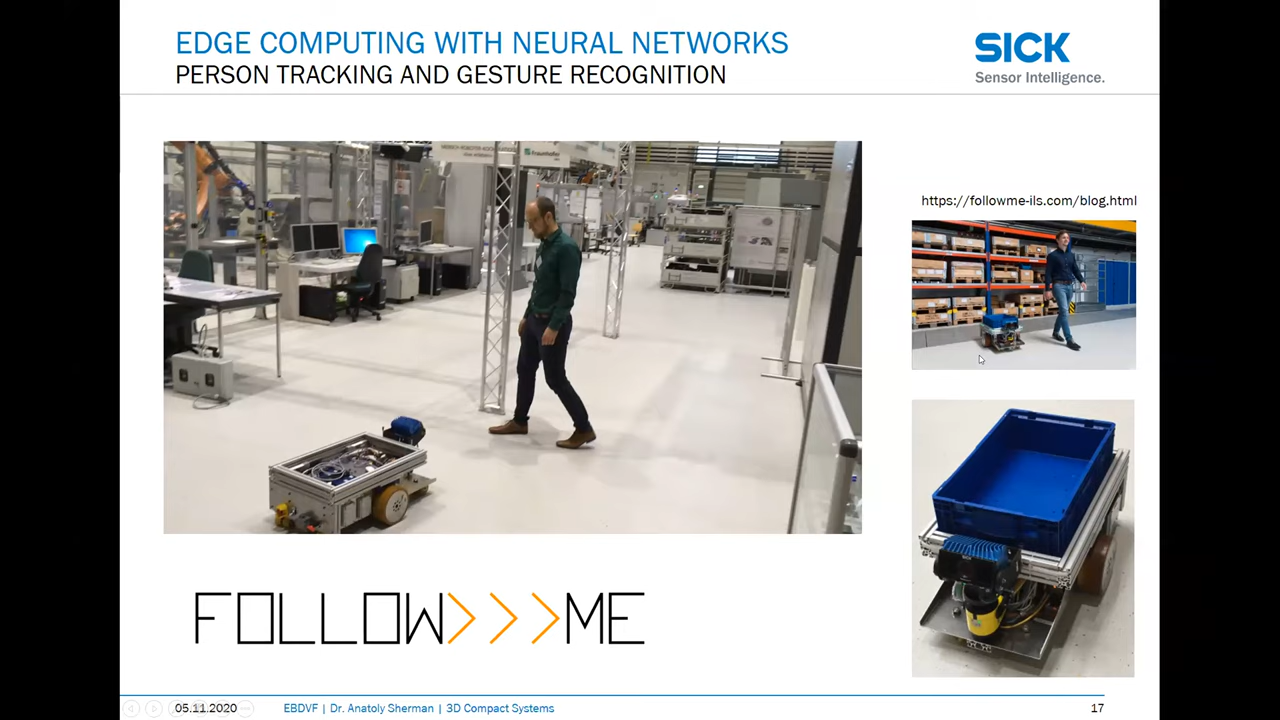 EDGE COMPUTING WITH NEURAL NETWORKS
PERSON TRACKING AND GESTURE RECOGNITION
SICK
Sensor Intelligence.
Fraunhofer
https://followme-ils.com/blog.html
FOLLOW>>>ME
05.11.2020
EBDVF | Dr. Anatoly Sherman | 3D Compact Systems
17